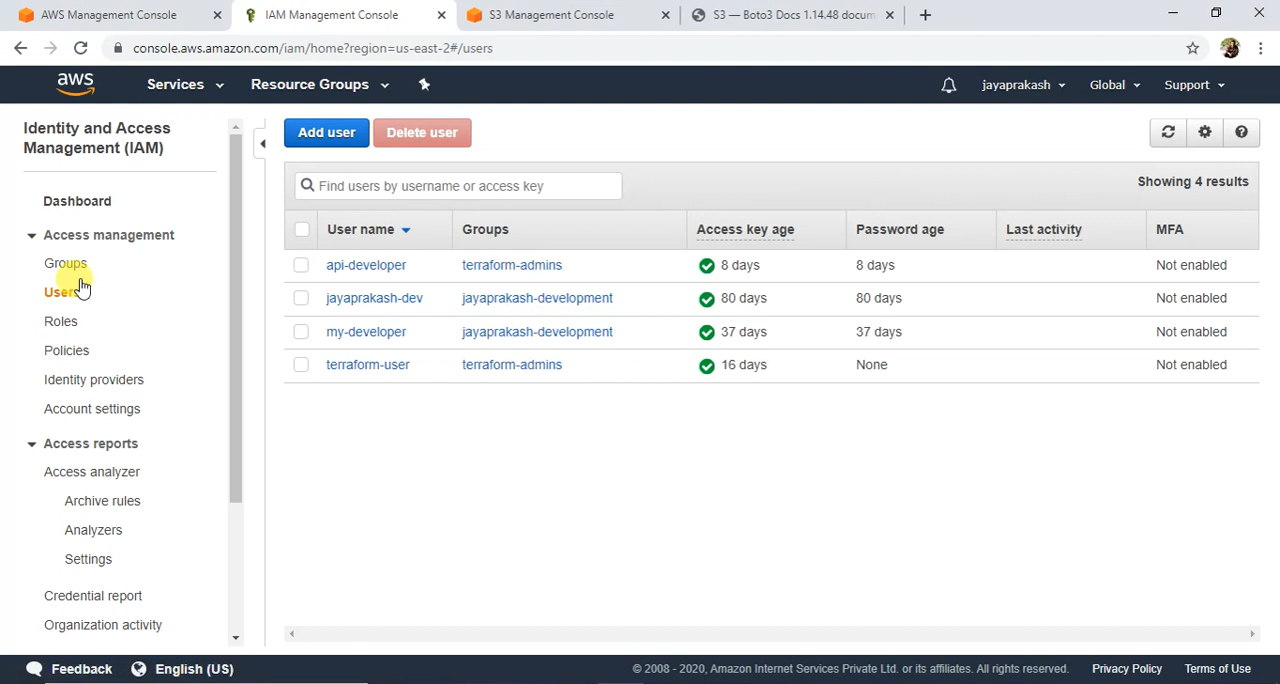 AWS Management Console
IAM Management Console
S3 Management Console
S3 — Boto3 Docs 1.14.48 docum
console.aws.amazon.com/iam/home?region=us-east-2#/users
aws
Services
Resource Groups
jayaprakash
Global
Support
Identity and Access
Management (IAM)
Dashboard
Access management
Groups
Users
Roles
Policies
Identity providers
Account settings
Access reports
Access analyzer
Archive rules
Analyzers
Settings
Credential report
Organization activity
Add user
Delete user
Find users by username or access key
Showing 4 results
User name Groups Access key age Password age Last activity MFA
api-developer terraform-admins 8 days 8 days Not enabled
jayaprakash-dev jayaprakash-development 80 days 80 days Not enabled
my-developer jayaprakash-development 37 days 37 days Not enabled
terraform-user terraform-admins 16 days None Not enabled
Feedback
English (US)
© 2008 - 2020, Amazon Internet Services Private Ltd. or its affiliates. All rights reserved.
Privacy Policy
Terms of Use